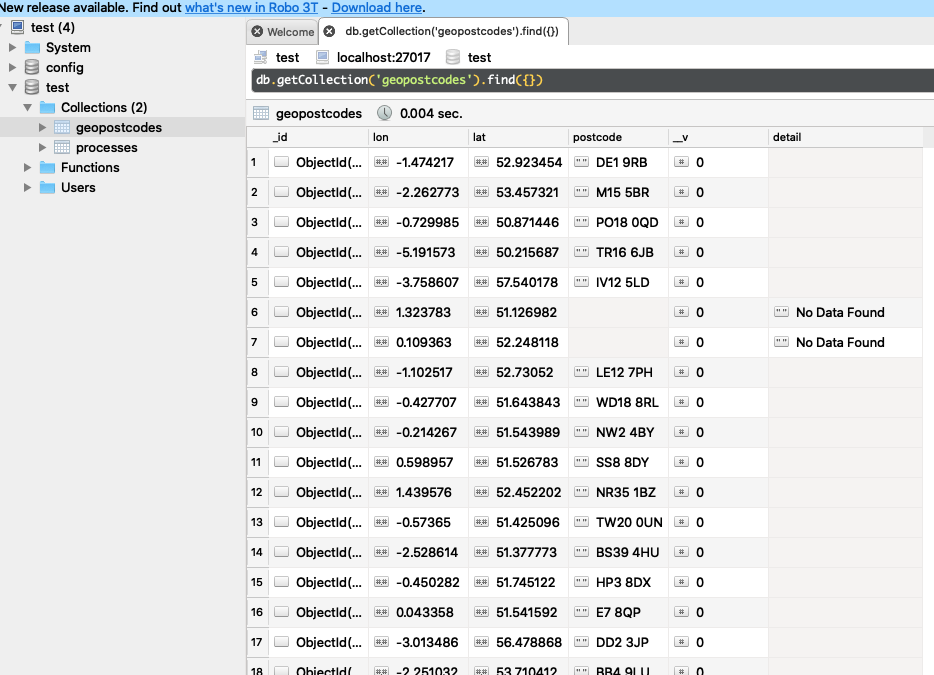 New release available. Find out what's new in Robo 3T - Download here.
test (4)
System
config
test
Collections (2)
geopostcodes
processes
Functions
Users
Welcome db.getCollection('geopostcodes').find({})
test localhost:27017 test
db.getCollection('geopostcodes').find({})
geopostcodes 0.004 sec.
_id lon lat postcode __v detail
1 ObjectId(... #.# -1.474217 #.# 52.923454 "" DE1 9RB # 0
2 ObjectId(... #.# -2.262773 #.# 53.457321 "" M15 5BR # 0
3 ObjectId(... #.# -0.729985 #.# 50.871446 "" PO18 0QD # 0
4 ObjectId(... #.# -5.191573 #.# 50.215687 "" TR16 6JB # 0
5 ObjectId(... #.# -3.758607 #.# 57.540178 "" IV12 5LD # 0
6 ObjectId(... #.# 1.323783 #.# 51.126982 # 0 "" No Data Found
7 ObjectId(... #.# 0.109363 #.# 52.248118 # 0 "" No Data Found
8 ObjectId(... #.# -1.102517 #.# 52.73052 "" LE12 7PH # 0
9 ObjectId(... #.# -0.427707 #.# 51.643843 "" WD18 8RL # 0
10 ObjectId(... #.# -0.214267 #.# 51.543989 "" NW2 4BY # 0
11 ObjectId(... #.# 0.598957 #.# 51.526783 "" SS8 8DY # 0
12 ObjectId(... #.# 1.439576 #.# 52.452202 "" NR35 1BZ # 0
13 ObjectId(... #.# -0.57365 #.# 51.425096 "" TW20 0UN # 0
14 ObjectId(... #.# -2.528614 #.# 51.377773 "" BS39 4HU # 0
15 ObjectId(... #.# -0.450282 #.# 51.745122 "" HP3 8DX # 0
16 ObjectId(... #.# 0.043358 #.# 51.541592 "" E7 8QP # 0
17 ObjectId(... #.# -3.013486 #.# 56.478868 "" DD2 3JP # 0
18 ObjectId(... #.# -2.251032 #.# 53.710412 "" BB4 9LU # 0